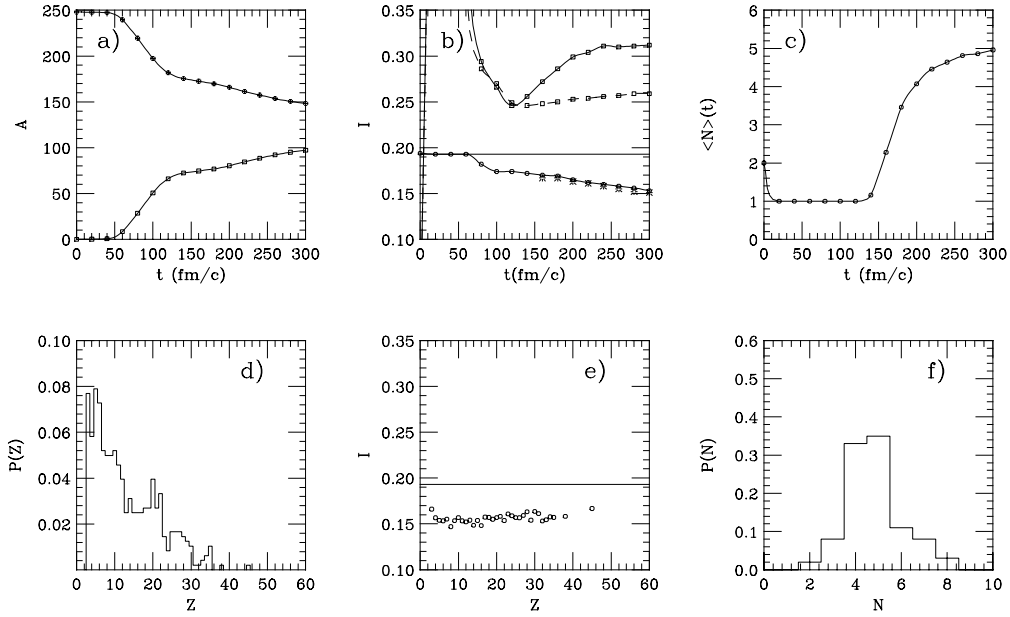 250
200
150
100
50
0
A
a)
0 50 100 150 200 250 300
t (fm/c)
0.35
0.30
0.25
0.20
0.15
0.10
I
b)
0 50 100 150 200 250 300
t(fm/c)
6
5
4
3
2
1
0
<N>(t)
c)
0 50 100 150 200 250 300
t (fm/c)
0.10
0.08
0.06
0.04
0.02
P(Z)
d)
0 10 20 30 40 50 60
Z
0.35
0.30
0.25
0.20
0.15
0.10
I
e)
0 10 20 30 40 50 60
Z
0.6
0.5
0.4
0.3
0.2
0.1
0.0
P(N)
f)
0 2 4 6 8 10
N